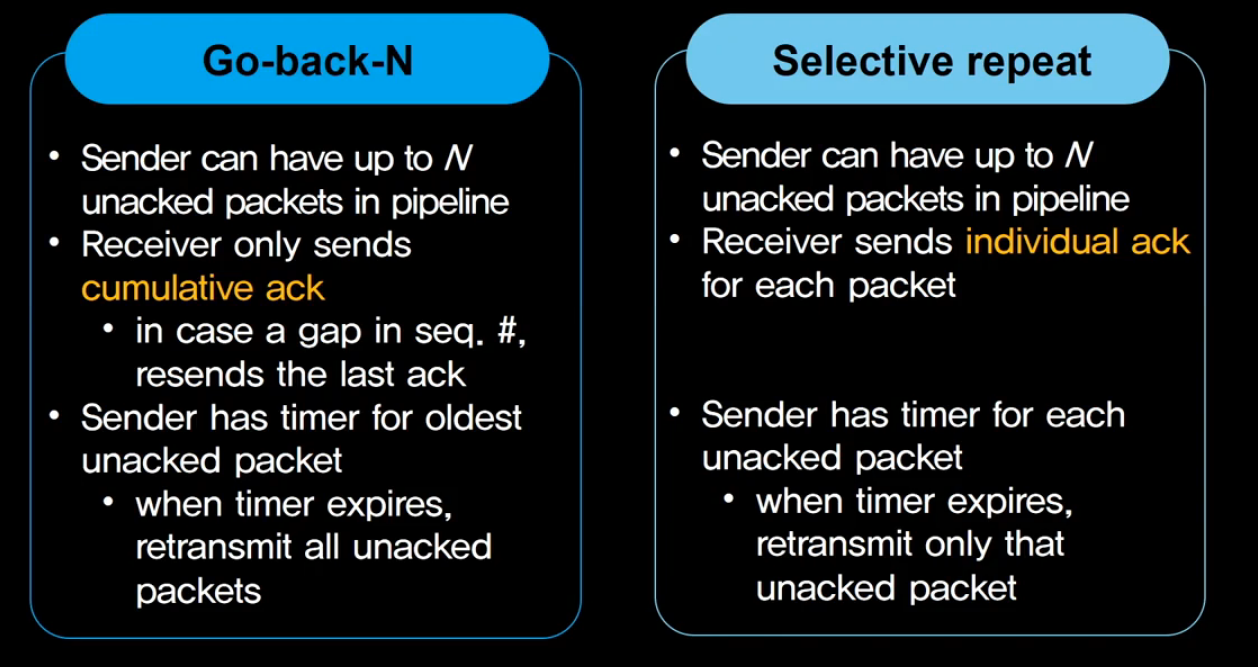 Go-back-N
• Sender can have up to N
unacked packets in pipeline
• Receiver only sends
cumulative ack
• in case a gap in seq. #,
resends the last ack
• Sender has timer for oldest
unacked packet
• when timer expires,
retransmit all unacked
packets
Selective repeat
• Sender can have up to N
unacked packets in pipeline
• Receiver sends individual ack
for each packet
• Sender has timer for each
unacked packet
• when timer expires,
retransmit only that
unacked packet